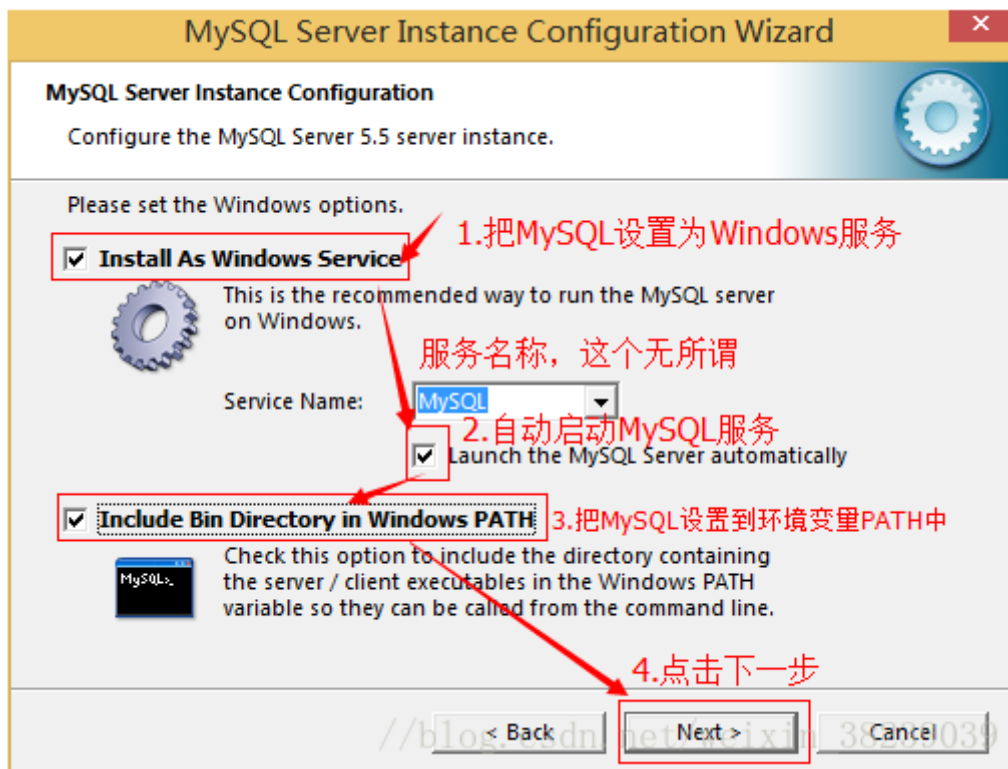 MySQL Server Instance Configuration Wizard
MySQL Server Instance Configuration
Configure the MySQL Server 5.5 server instance.
Please set the Windows options.
1.把MySQL设置为Windows服务
Install As Windows Service
This is the recommended way to run the MySQL server
on Windows.
服务名称，这个无所谓
Service Name:
MySQL
2.自动启动MySQL服务
Launch the MySQL Server automatically
Include Bin Directory in Windows PATH
3.把MySQL设置到环境变量PATH中
MySQL>_
Check this option to include the directory containing
the server / client executables in the Windows PATH
variable so they can be called from the command line.
4.点击下一步
< Back
Next >
Cancel
//blog.csdn.net/weixin_38239039